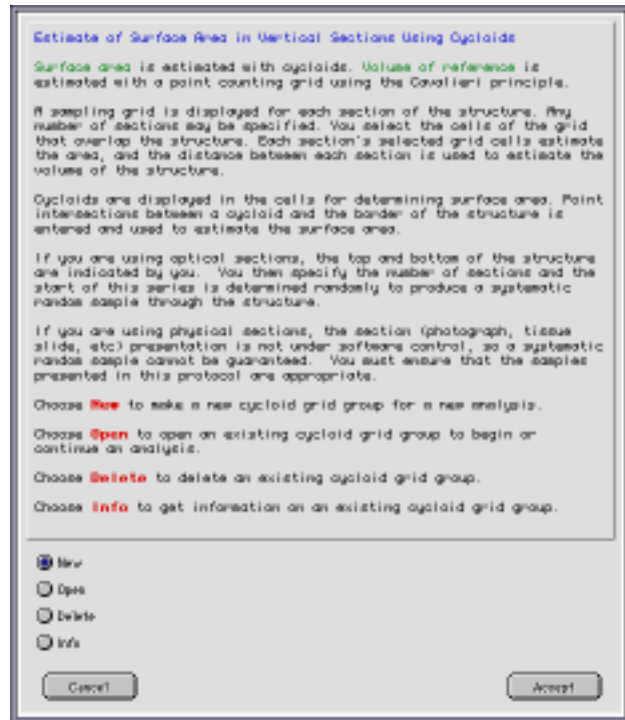 Estimate of Surface Area in Vertical Sections Using Cycloids
Surface area is estimated with cycloids. Volume of reference is
estimated with a point counting grid using the Cavalieri principle.
A sampling grid is displayed for each section of the structure. Any
number of sections may be specified. You select the cells of the grid
that overlap the structure. Each section's selected grid cells estimate
the area, and the distance between each section is used to estimate the
volume of the structure.
Cycloids are displayed in the cells for determining surface area. Point
intersections between a cycloid and the border of the structure is
entered and used to estimate the surface area.
If you are using optical sections, the top and bottom of the structure
are indicated by you. You then specify the number of sections and the
start of this series is determined randomly to produce a systematic
random sample through the structure.
If you are using physical sections, the section (photograph, tissue
slide, etc) presentation is not under software control, so a systematic
random sample cannot be guaranteed. You must ensure that the samples
presented in this protocol are appropriate.
Choose New to make a new cycloid grid group for a new analysis.
Choose Open to open an existing cycloid grid group to begin or
continue an analysis.
Choose Delete to delete an existing cycloid grid group.
Choose Info to get information on an existing cycloid grid group.
New
Open
Delete
Info
Cancel Accept